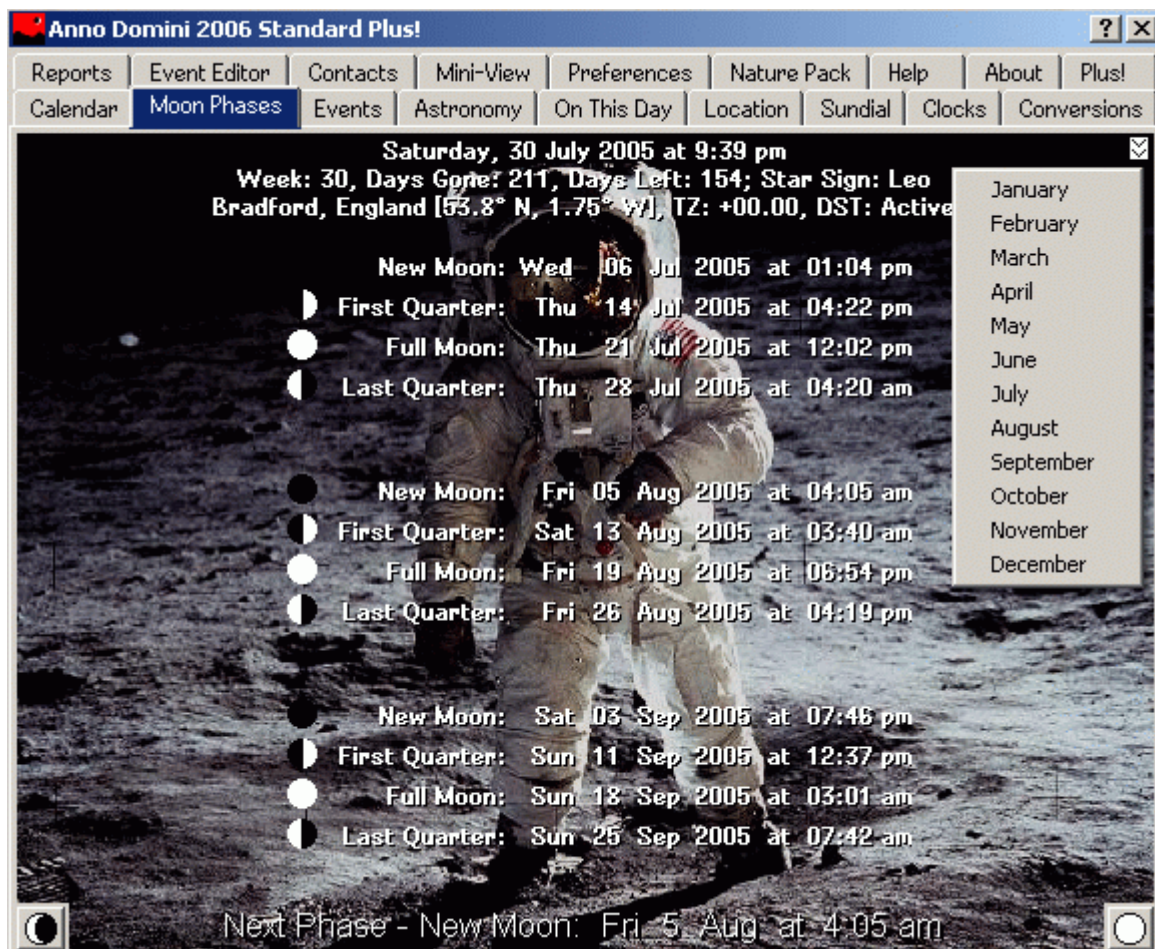 Anno Domini 2006 Standard Plus!
Reports Event Editor Contacts Mini-View Preferences Nature Pack Help About Plus!
Calendar Moon Phases Events Astronomy On This Day Location Sundial Clocks Conversions
Saturday, 30 July 2005 at 9:39 pm
Week: 30, Days Gone: 211, Days Left: 154; Star Sign: Leo
Bradford, England [53.8° N, 1.75° W], TZ: +00.00, DST: Active
New Moon: Wed 06 Jul 2005 at 01:04 pm
First Quarter: Thu 14 Jul 2005 at 04:22 pm
Full Moon: Thu 21 Jul 2005 at 12:02 pm
Last Quarter: Thu 28 Jul 2005 at 04:20 am
New Moon: Fri 05 Aug 2005 at 04:05 am
First Quarter: Sat 13 Aug 2005 at 03:40 am
Full Moon: Fri 19 Aug 2005 at 06:54 pm
Last Quarter: Fri 26 Aug 2005 at 04:19 pm
New Moon: Sat 03 Sep 2005 at 07:46 pm
First Quarter: Sun 11 Sep 2005 at 12:37 pm
Full Moon: Sun 18 Sep 2005 at 03:01 am
Last Quarter: Sun 25 Sep 2005 at 07:42 am
Next Phase - New Moon: Fri 5 Aug at 4:05 am
January
February
March
April
May
June
July
August
September
October
November
December